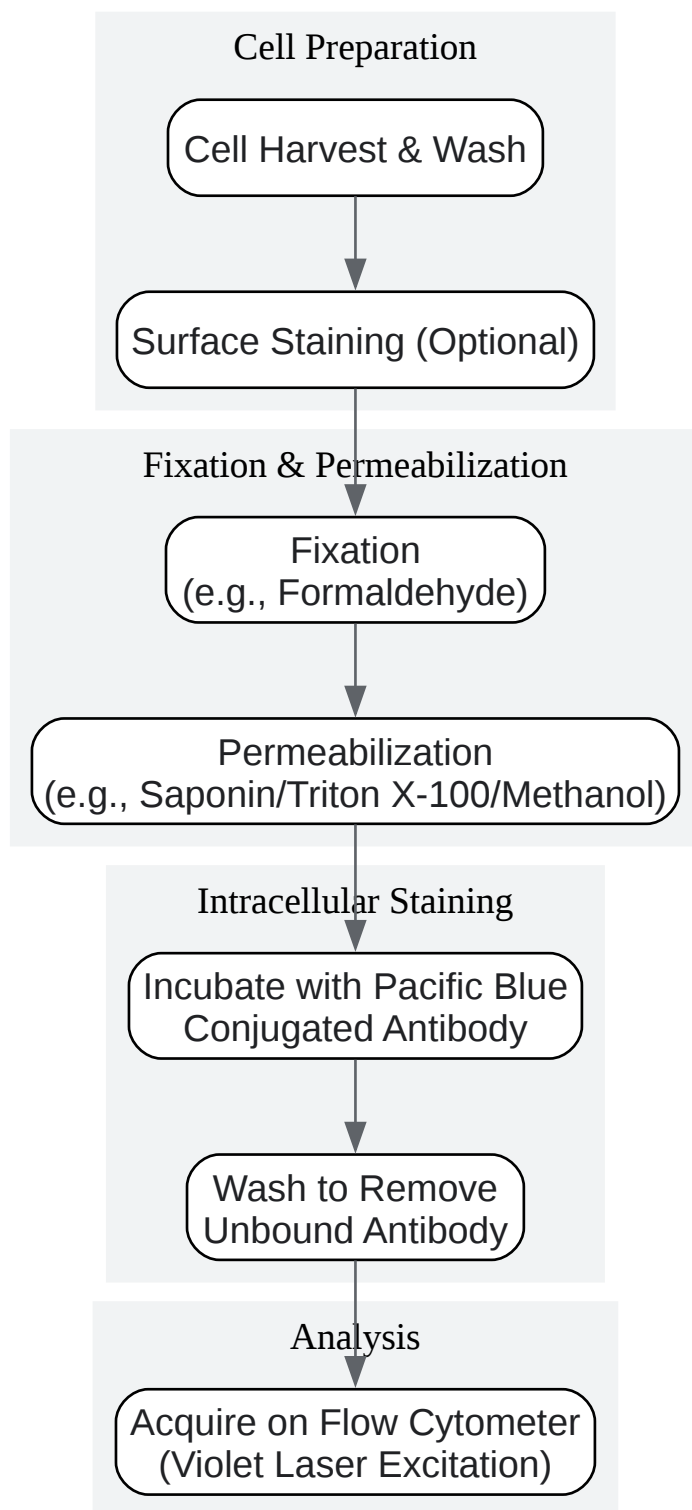 Cell Preparation
Cell Harvest & Wash
Surface Staining (Optional)
Fixation & Permeabilization
Fixation
(e.g., Formaldehyde)
Permeabilization
(e.g., Saponin/Triton X-100/Methanol)
Intracellular Staining
Incubate with Pacific Blue
Conjugated Antibody
Wash to Remove
Unbound Antibody
Analysis
Acquire on Flow Cytometer
(Violet Laser Excitation)